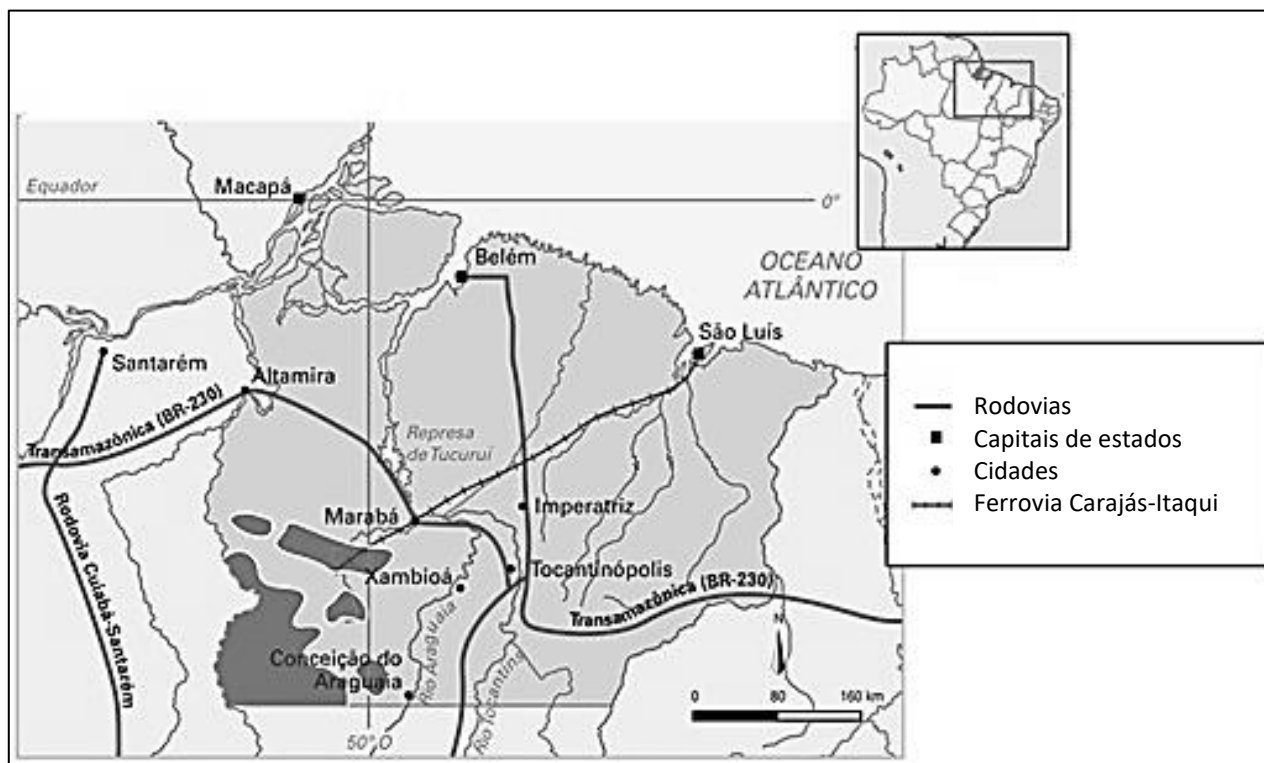 Equador
0°
Macapá
Belém
OCEANO
ATLÂNTICO
São Luís
Santarém
Altamira
Transamazônica (BR-230)
Represa
de Tucuruí
Rodovia Cuiabá-Santarém
Marabá
Imperatriz
Xambioá
Tocantinópolis
Transamazônica (BR-230)
Rio Araguaia
Conceição do
Araguaia
Rio Tocantins
N
0 80 160 km
50° O
Rodovias
Capitais de estados
Cidades
Ferrovia Carajás-Itaqui